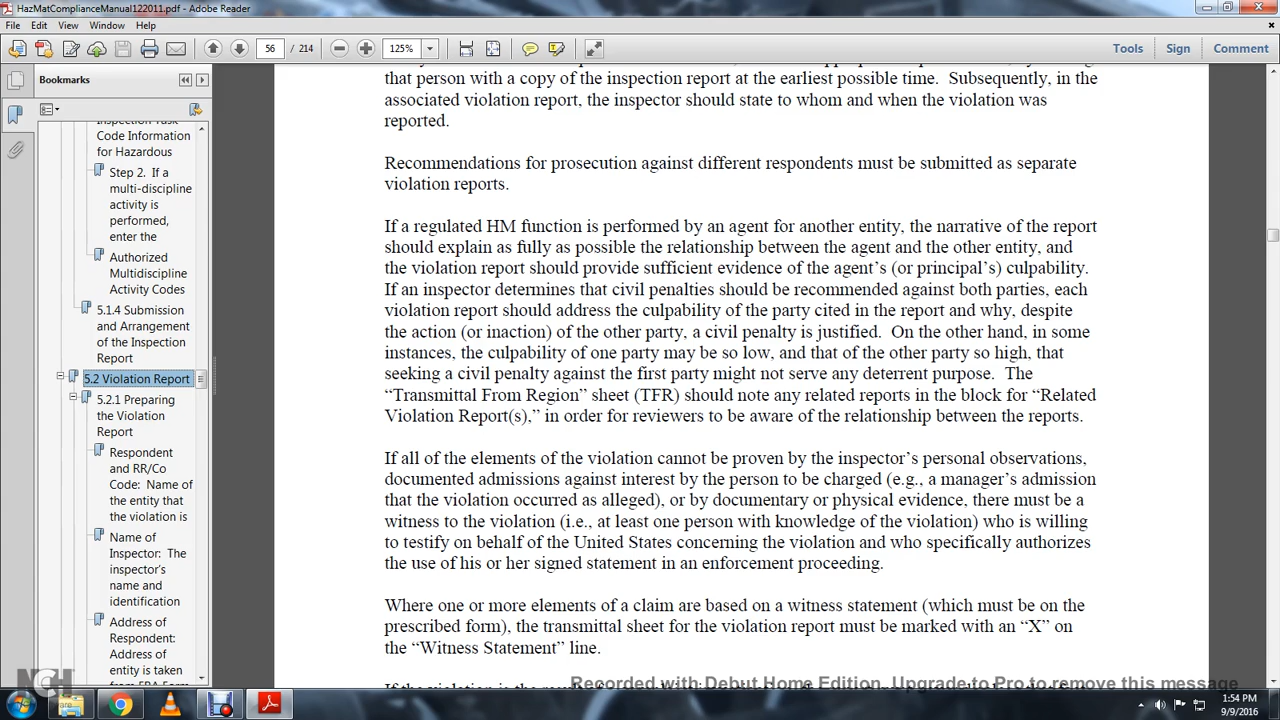 HazMatComplianceManual122011.pdf - Adobe Reader
File Edit View Window Help
56 / 214 125% Tools Sign Comment
Bookmarks
Code Information
for Hazardous
Step 2. If a
multi-discipline
activity is
performed,
enter the
Authorized
Multidiscipline
Activity Codes
5.1.4 Submission
and Arrangement
of the Inspection
Report
5.2 Violation Report
5.2.1 Preparing
the Violation
Report
Respondent
and RR/Co
Code: Name of
the entity that
the violation is
Name of
Inspector: The
inspector's
name and
identification
Address of
Respondent:
Address of
entity is taken
that person with a copy of the inspection report at the earliest possible time. Subsequently, in the
associated violation report, the inspector should state to whom and when the violation was
reported.
Recommendations for prosecution against different respondents must be submitted as separate
violation reports.
If a regulated HM function is performed by an agent for another entity, the narrative of the report
should explain as fully as possible the relationship between the agent and the other entity, and
the violation report should provide sufficient evidence of the agent's (or principal's) culpability.
If an inspector determines that civil penalties should be recommended against both parties, each
violation report should address the culpability of the party cited in the report and why, despite
the action (or inaction) of the other party, a civil penalty is justified. On the other hand, in some
instances, the culpability of one party may be so low, and that of the other party so high, that
seeking a civil penalty against the first party might not serve any deterrent purpose. The
“Transmittal From Region” sheet (TFR) should note any related reports in the block for “Related
Violation Report(s),” in order for reviewers to be aware of the relationship between the reports.
If all of the elements of the violation cannot be proven by the inspector's personal observations,
documented admissions against interest by the person to be charged (e.g., a manager's admission
that the violation occurred as alleged), or by documentary or physical evidence, there must be a
witness to the violation (i.e., at least one person with knowledge of the violation) who is willing
to testify on behalf of the United States concerning the violation and who specifically authorizes
the use of his or her signed statement in an enforcement proceeding.
Where one or more elements of a claim are based on a witness statement (which must be on the
prescribed form), the transmittal sheet for the violation report must be marked with an “X” on
the “Witness Statement” line.
Recorded with Debut Home Edition. Upgrade to Pro to remove this message
NCH
1:54 PM
9/9/2016